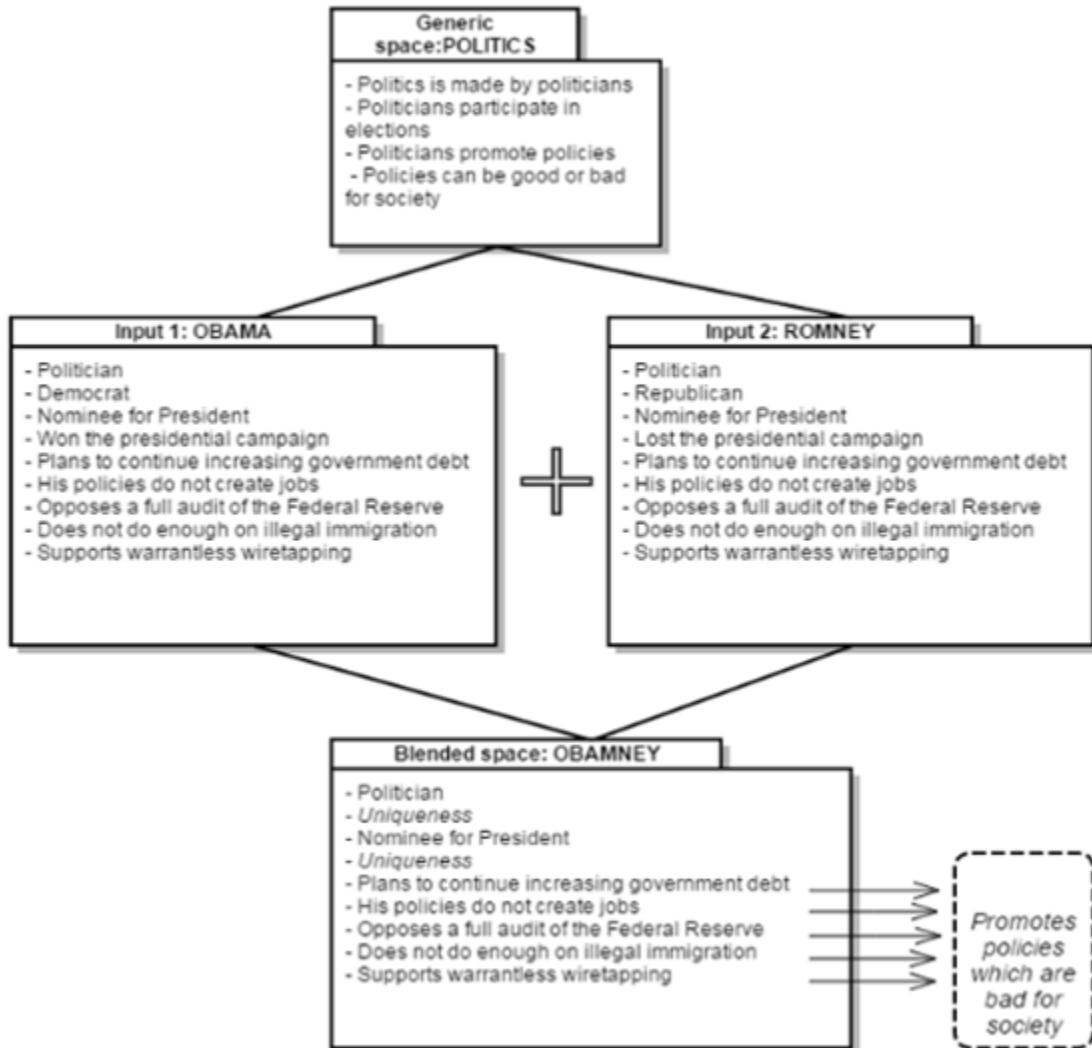 Generic
space:POLITICS
- Politics is made by politicians
- Politicians participate in
elections
- Politicians promote policies
- Policies can be good or bad
for society
Input 1: OBAMA
- Politician
- Democrat
- Nominee for President
- Won the presidential campaign
- Plans to continue increasing government debt
- His policies do not create jobs
- Opposes a full audit of the Federal Reserve
- Does not do enough on illegal immigration
- Supports warrantless wiretapping
Input 2: ROMNEY
- Politician
- Republican
- Nominee for President
- Lost the presidential campaign
- Plans to continue increasing government debt
- His policies do not create jobs
- Opposes a full audit of the Federal Reserve
- Does not do enough on illegal immigration
- Supports warrantless wiretapping
Blended space: OBAMNEY
- Politician
- Uniqueness
- Nominee for President
- Uniqueness
- Plans to continue increasing government debt
- His policies do not create jobs
- Opposes a full audit of the Federal Reserve
- Does not do enough on illegal immigration
- Supports warrantless wiretapping
Promotes
policies
which are
bad for
society